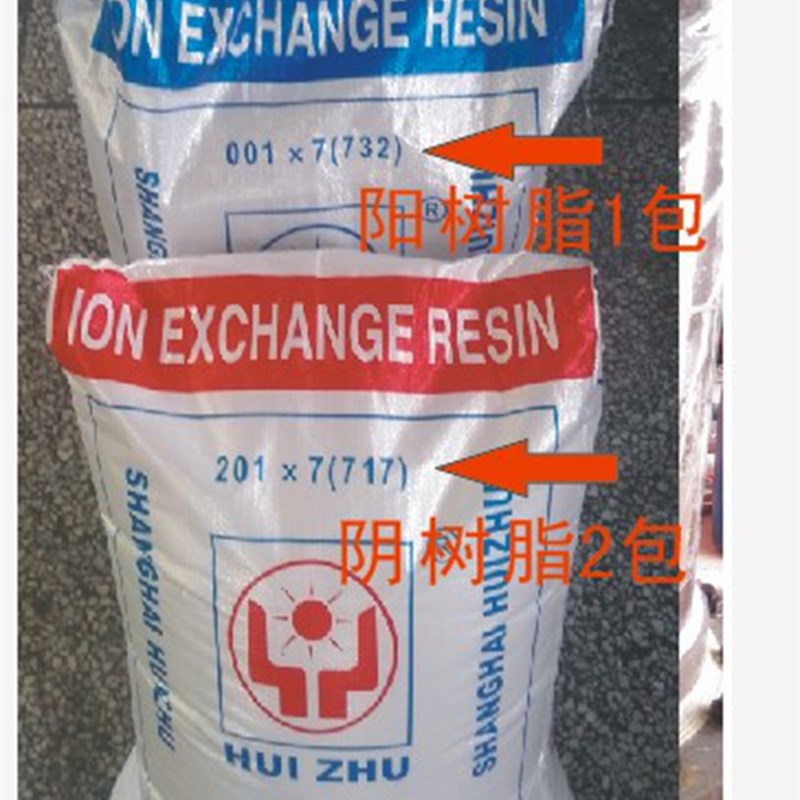 ION EXCHANGE RESIN
001 × 7(732)
阳树脂1包
SHANG
®
ION EXCHANGE RESIN
201 × 7(717)
阴树脂2包
SHANGHAI HUIZHU
SHANGHAI HUIZHU
HUI ZHU